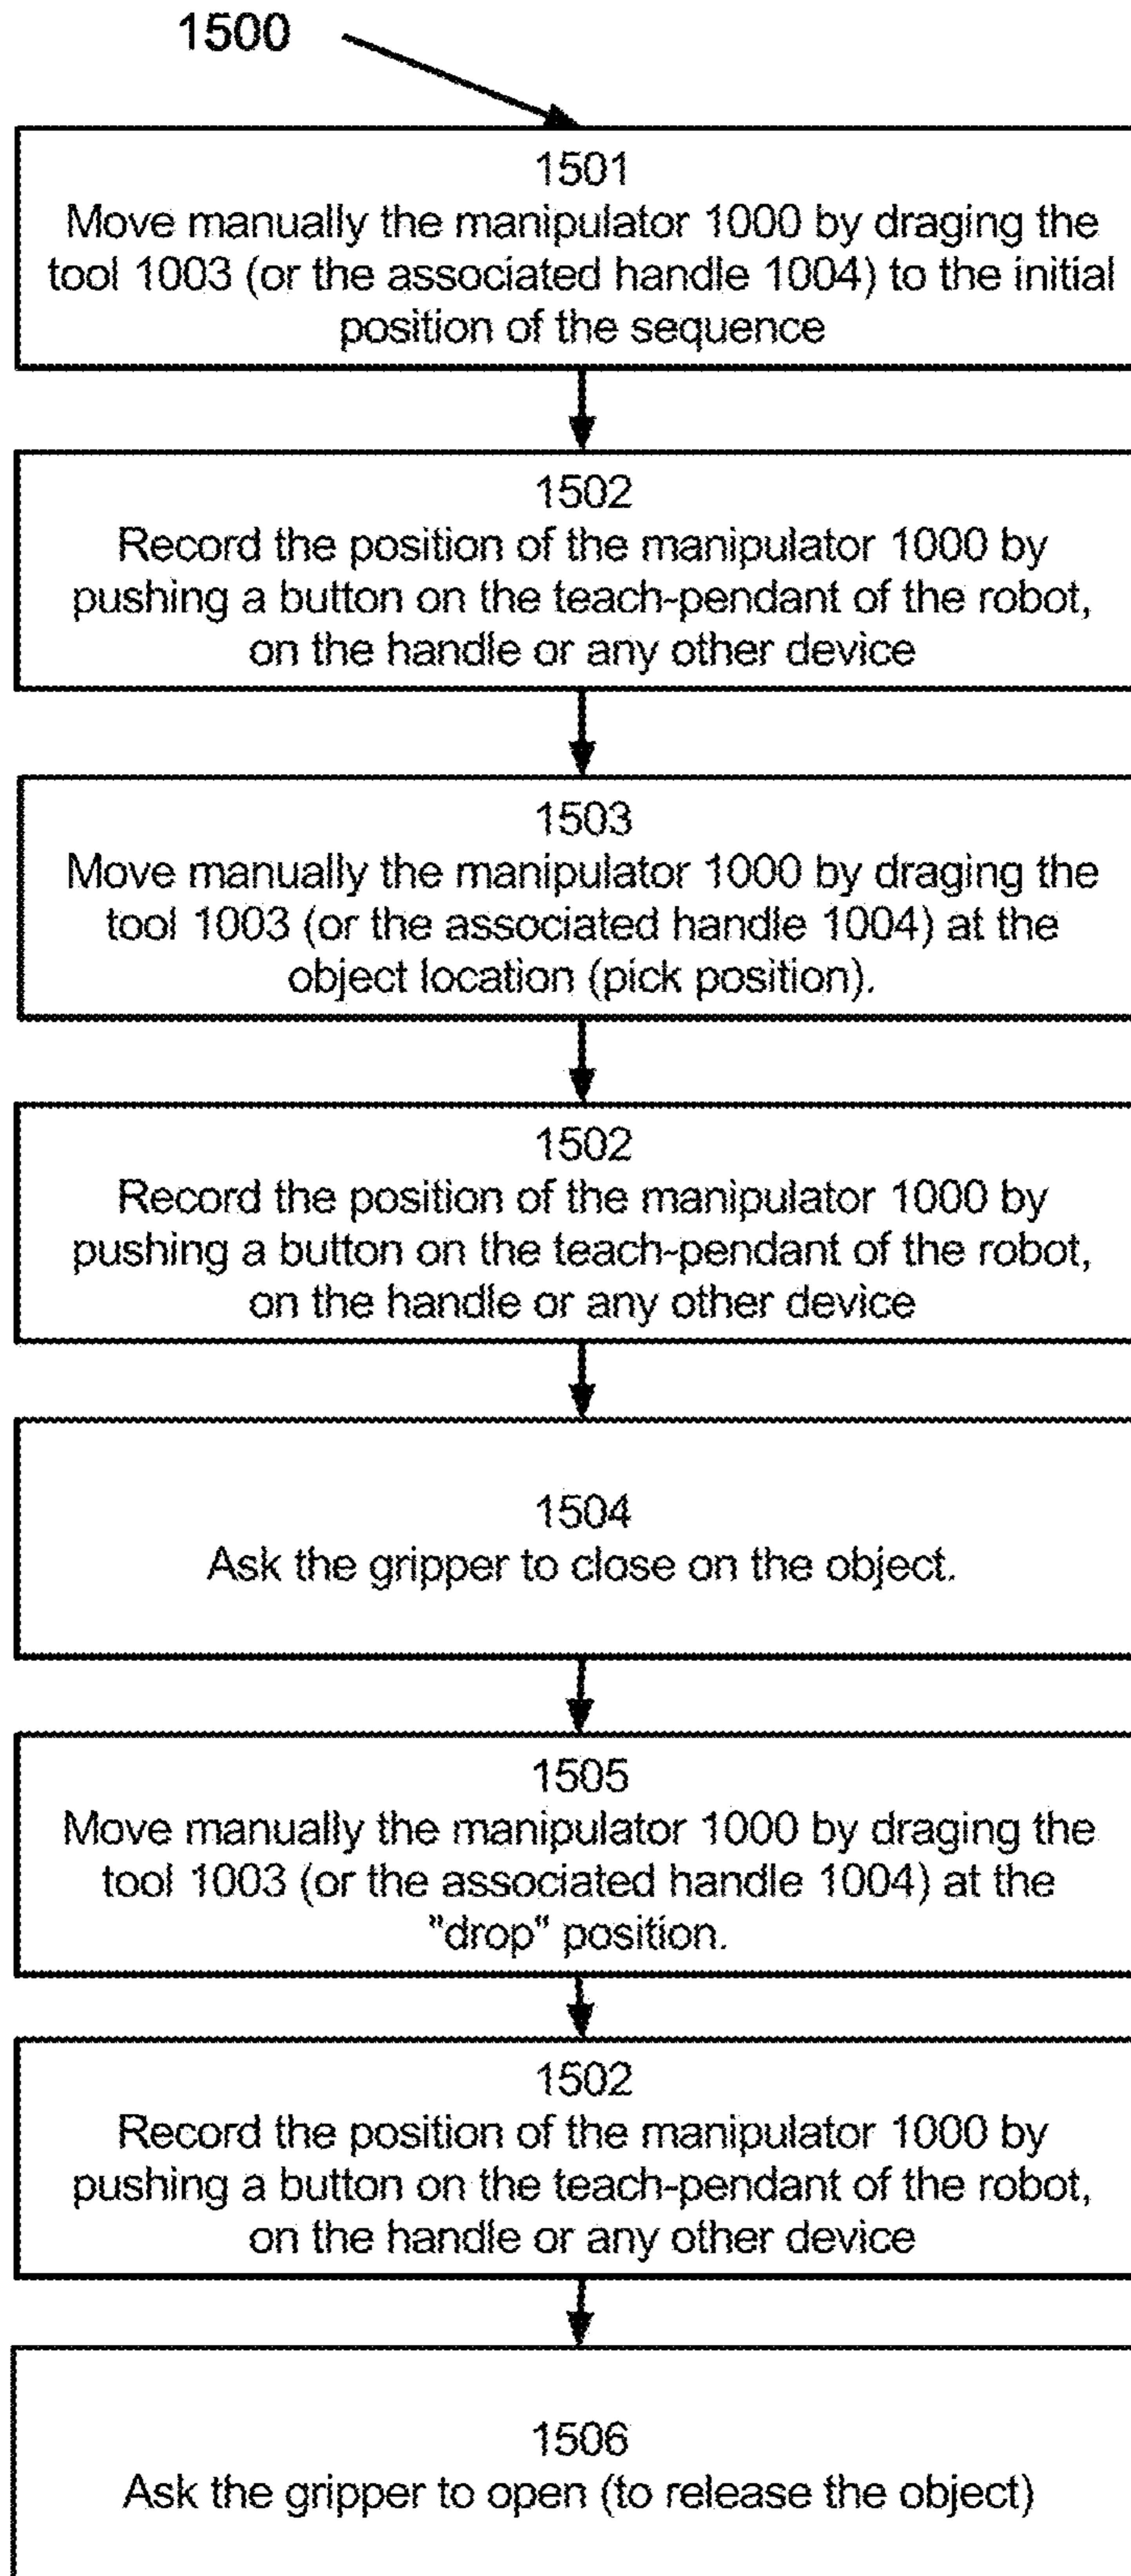 1500
1501
Move manually the manipulator 1000 by draging the
tool 1003 (or the associated handle 1004) to the initial
position of the sequence
1502
Record the position of the manipulator 1000 by
pushing a button on the teach-pendant of the robot,
on the handle or any other device
1503
Move manually the manipulator 1000 by draging the
tool 1003 (or the associated handle 1004) at the
object location (pick position).
1502
Record the position of the manipulator 1000 by
pushing a button on the teach-pendant of the robot,
on the handle or any other device
1504
Ask the gripper to close on the object.
1505
Move manually the manipulator 1000 by draging the
tool 1003 (or the associated handle 1004) at the
"drop" position.
1502
Record the position of the manipulator 1000 by
pushing a button on the teach-pendant of the robot,
on the handle or any other device
1506
Ask the gripper to open (to release the object)